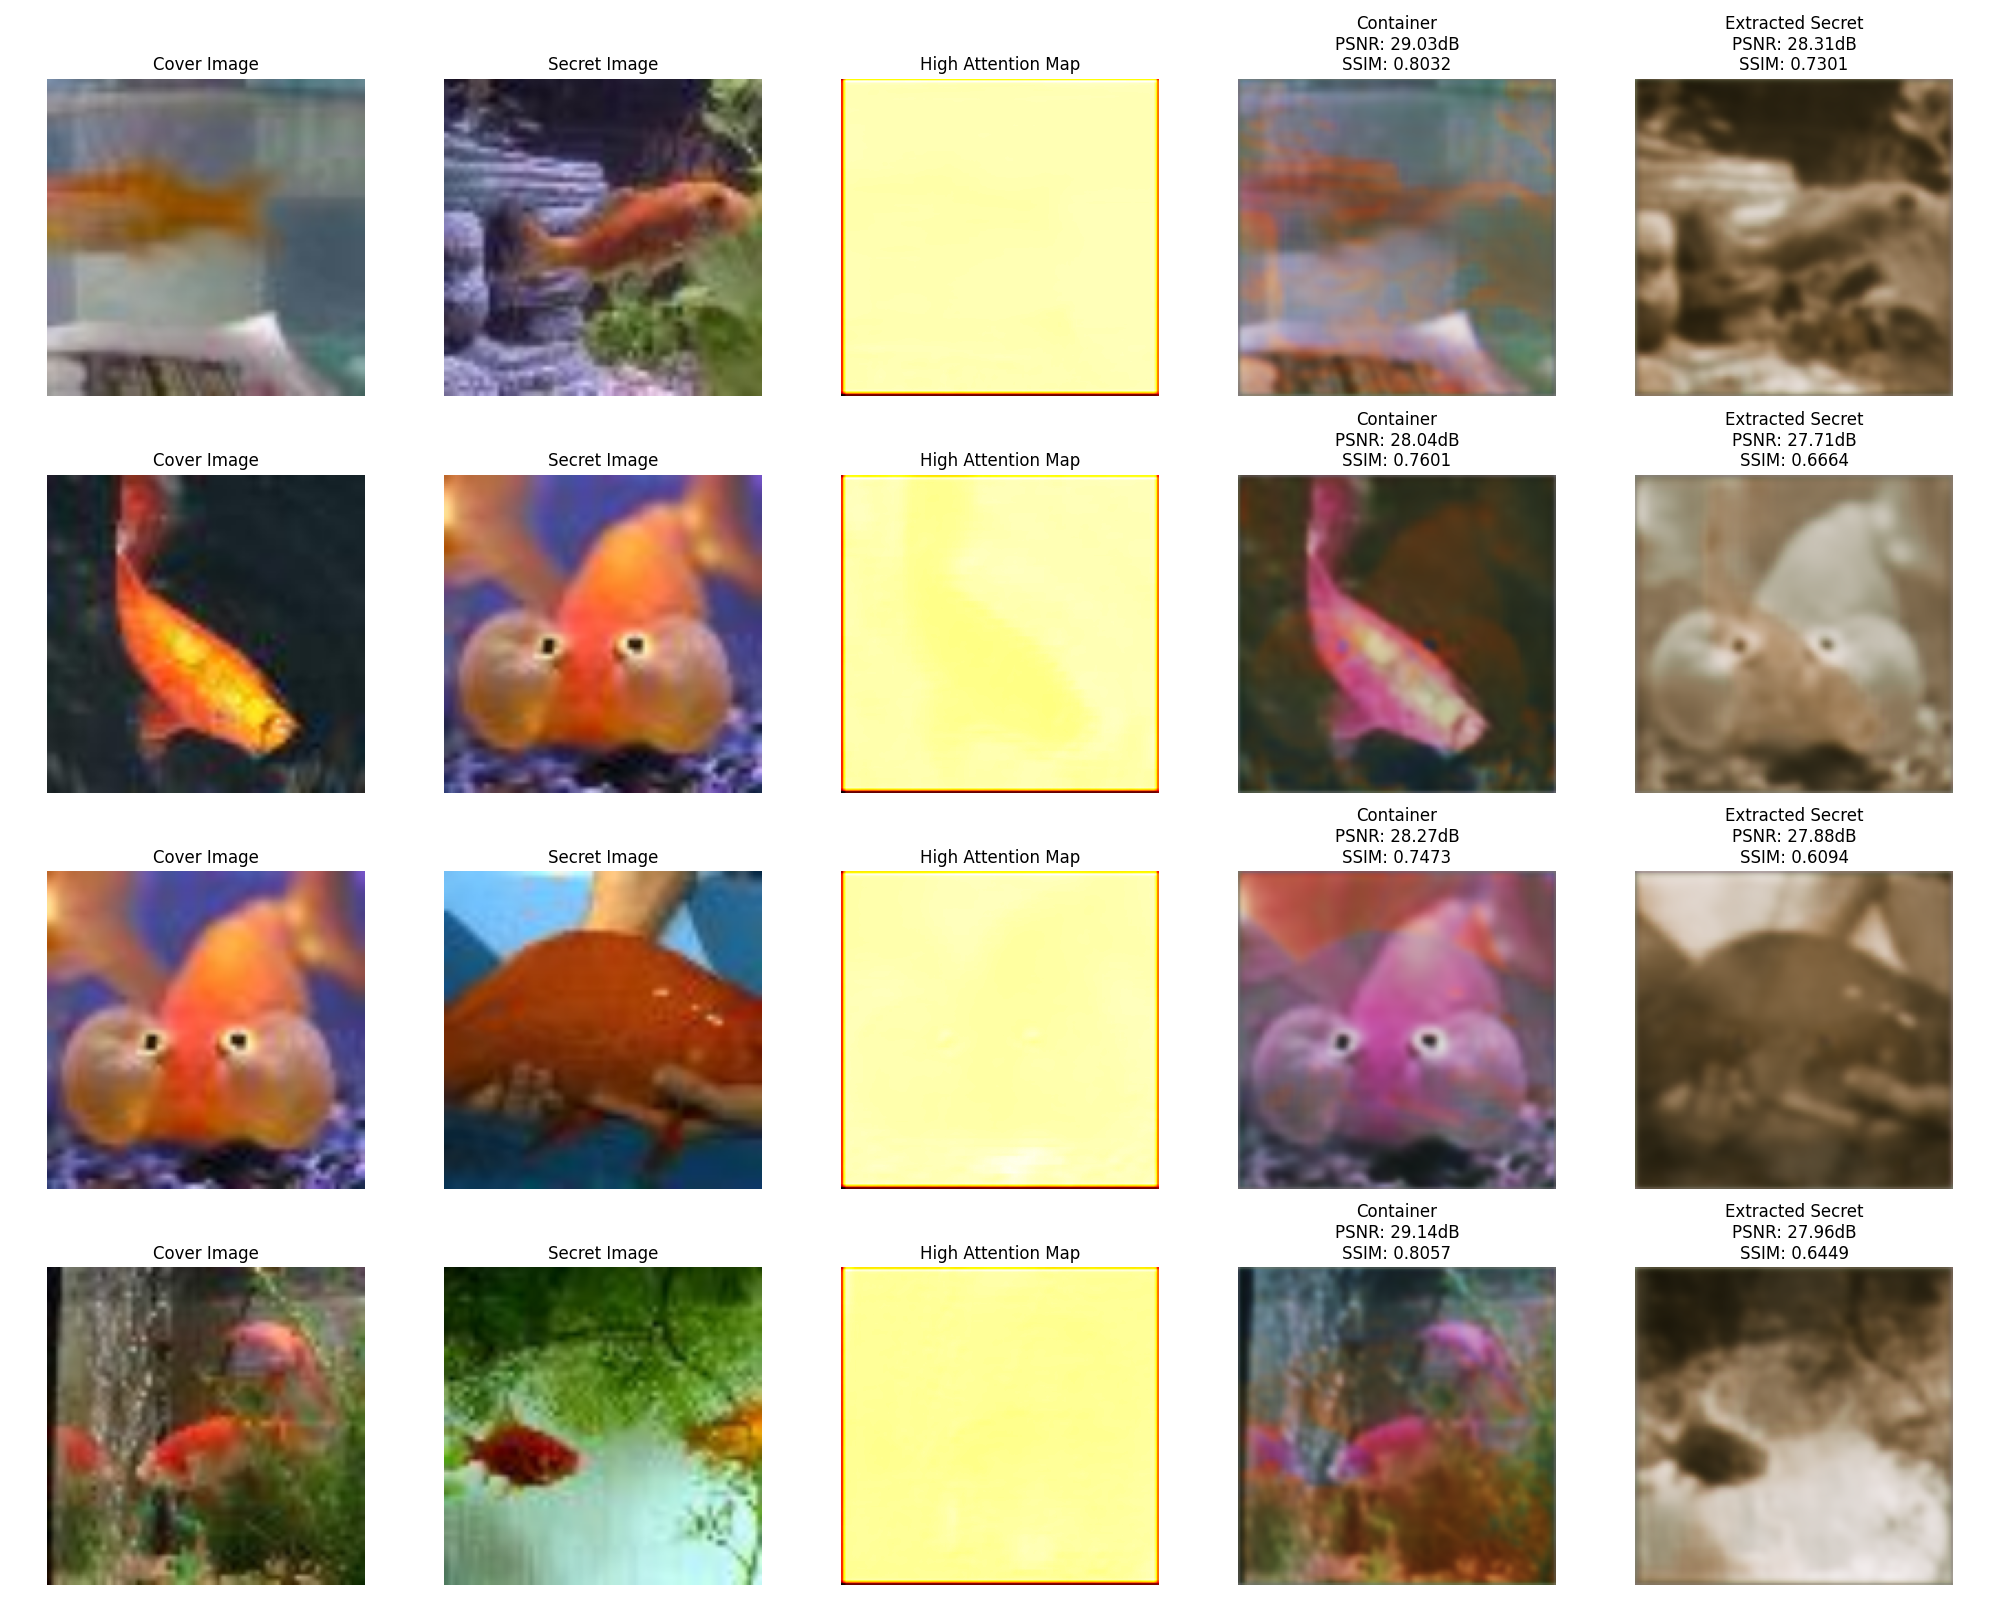 Cover Image
Secret Image
High Attention Map
Container
PSNR: 29.03dB
SSIM: 0.8032
Extracted Secret
PSNR: 28.31dB
SSIM: 0.7301
Cover Image
Secret Image
High Attention Map
Container
PSNR: 28.04dB
SSIM: 0.7601
Extracted Secret
PSNR: 27.71dB
SSIM: 0.6664
Cover Image
Secret Image
High Attention Map
Container
PSNR: 28.27dB
SSIM: 0.7473
Extracted Secret
PSNR: 27.88dB
SSIM: 0.6094
Cover Image
Secret Image
High Attention Map
Container
PSNR: 29.14dB
SSIM: 0.8057
Extracted Secret
PSNR: 27.96dB
SSIM: 0.6449